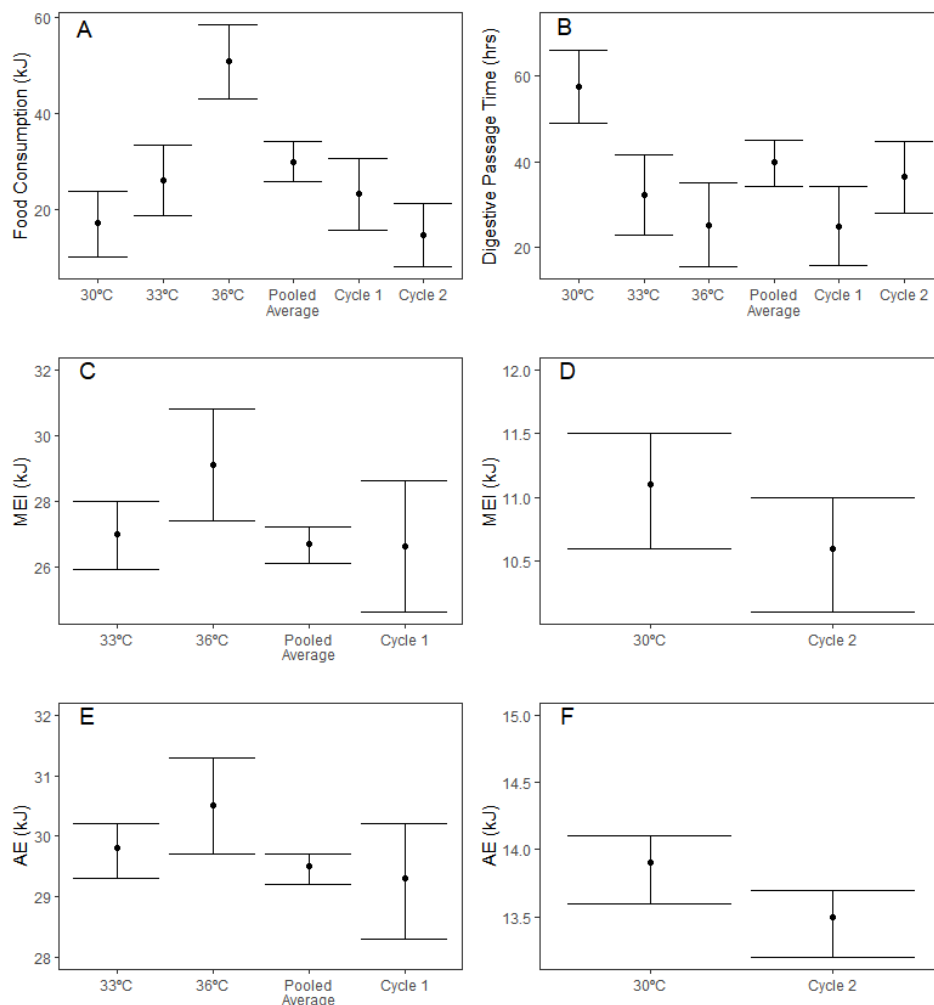 A
Food Consumption (kJ)
60
40
20
30ºC
33ºC
36ºC
Pooled
Average
Cycle 1
Cycle 2
B
Digestive Passage Time (hrs)
60
40
20
30ºC
33ºC
36ºC
Pooled
Average
Cycle 1
Cycle 2
C
MEI (kJ)
32
30
28
26
33ºC
36ºC
Pooled
Average
Cycle 1
D
MEI (kJ)
12.0
11.5
11.0
10.5
30ºC
Cycle 2
E
AE (kJ)
32
31
30
29
28
33ºC
36ºC
Pooled
Average
Cycle 1
F
AE (kJ)
15.0
14.5
14.0
13.5
30ºC
Cycle 2